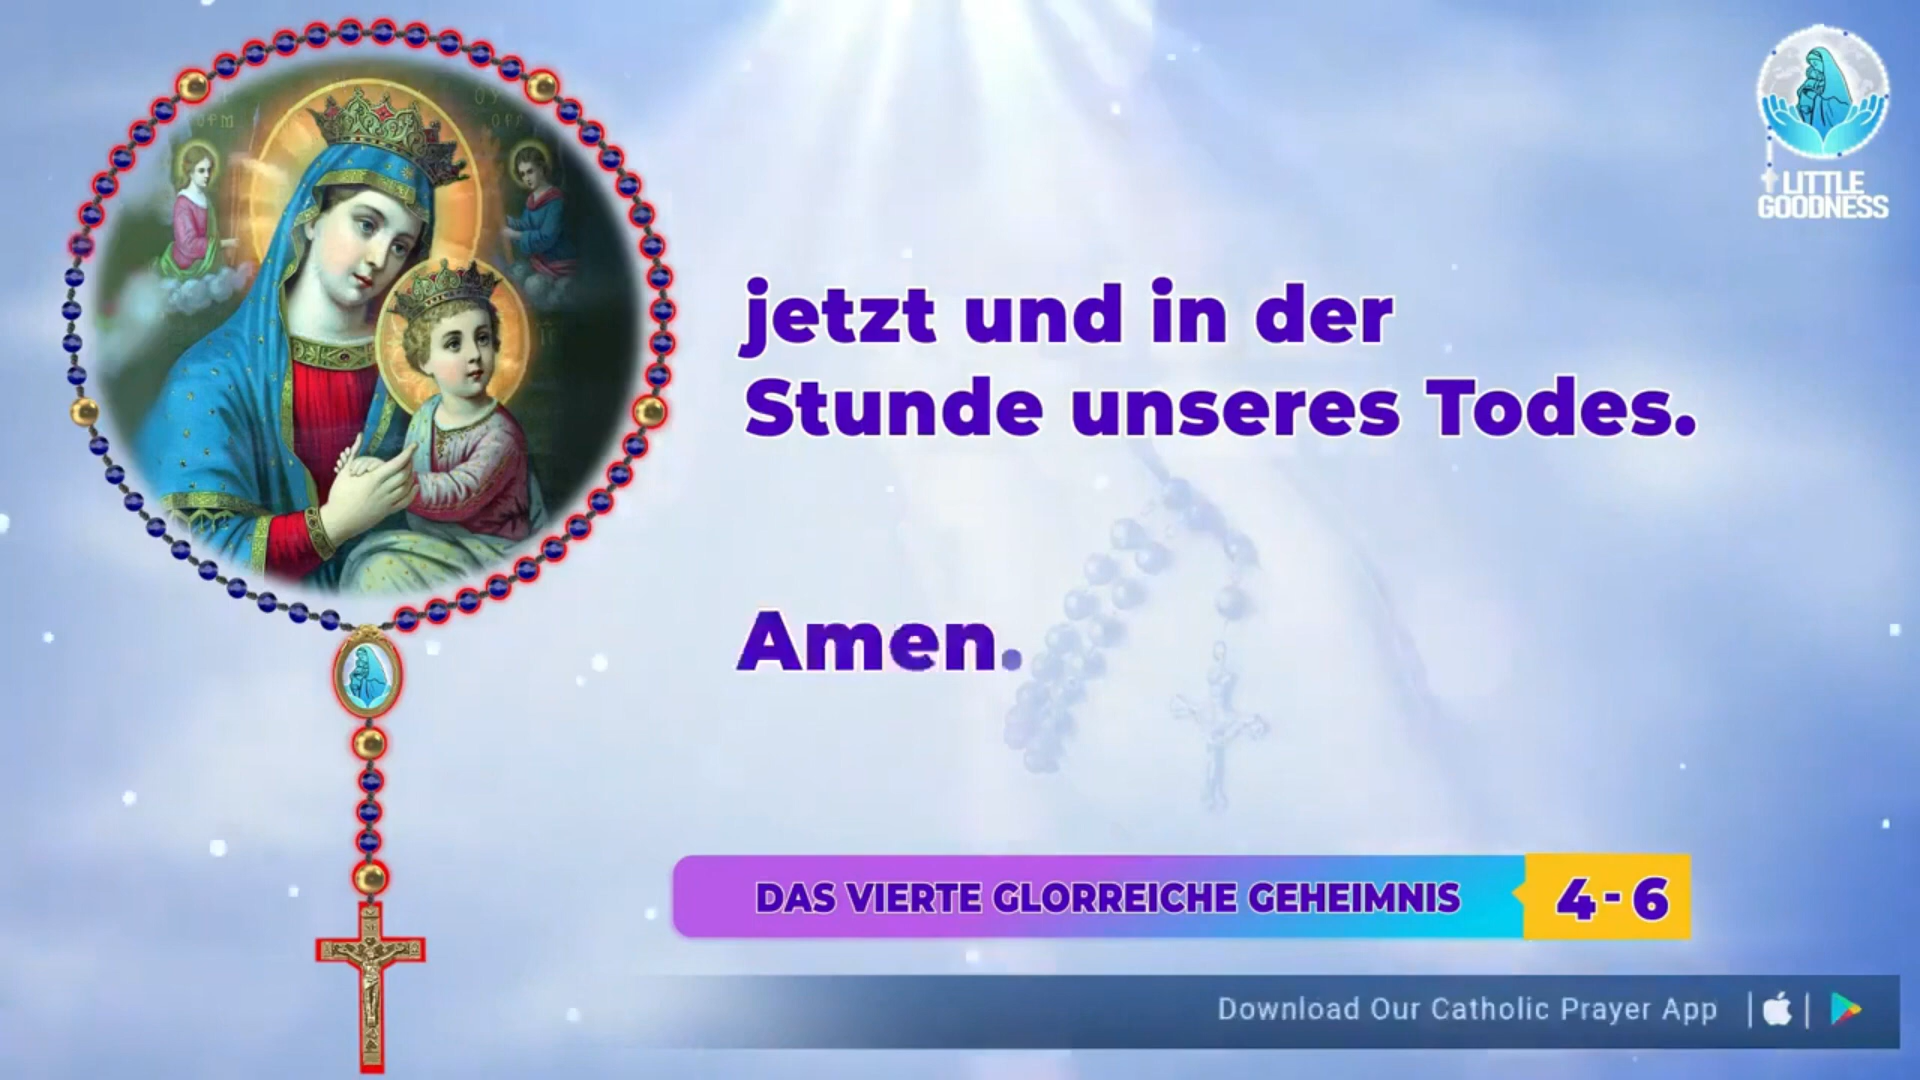 LITTLE
GOODNESS
jetzt und in der
Stunde unseres Todes.
Amen.
DAS VIERTE GLORREICHE GEHEIMNIS
4 - 6
Download Our Catholic Prayer App